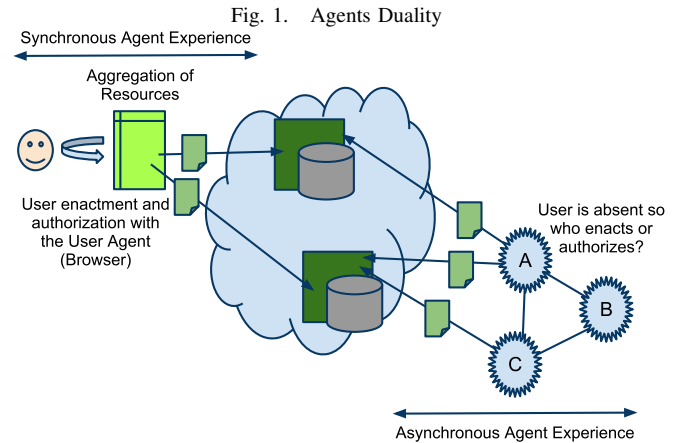 Fig. 1. Agents Duality
Synchronous Agent Experience
Aggregation of
Resources
User enactment and
authorization with
the User Agent
(Browser)
User is absent so
who enacts or
authorizes?
A
B
C
Asynchronous Agent Experience